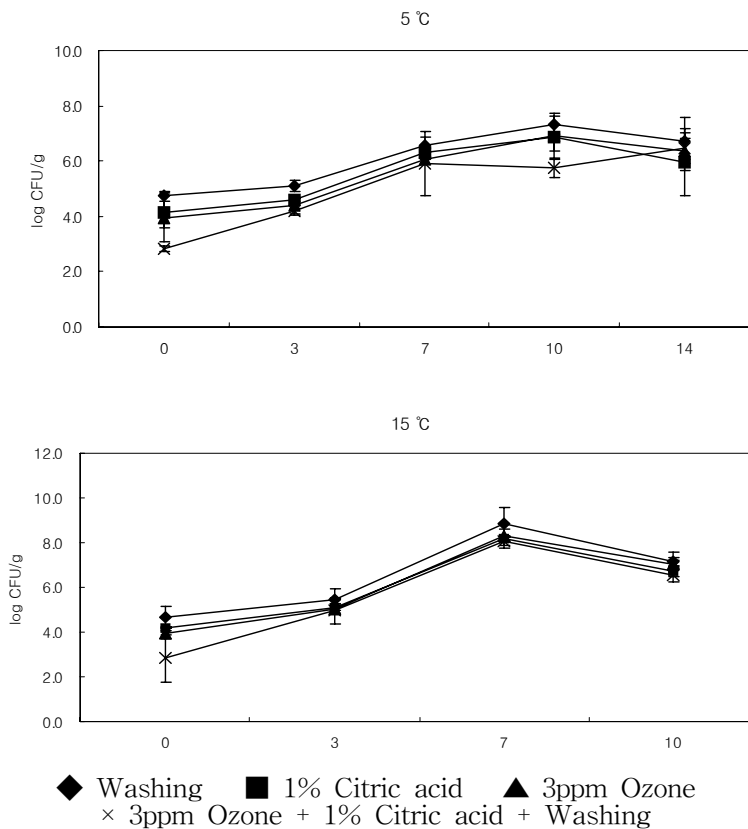 5 ℃
10.0
8.0
6.0
4.0
2.0
0.0
log CFU/g
0 3 7 10 14
15 ℃
12.0
10.0
8.0
6.0
4.0
2.0
0.0
log CFU/g
0 3 7 10
◆ Washing ■ 1% Citric acid ▲ 3ppm Ozone
× 3ppm Ozone + 1% Citric acid + Washing